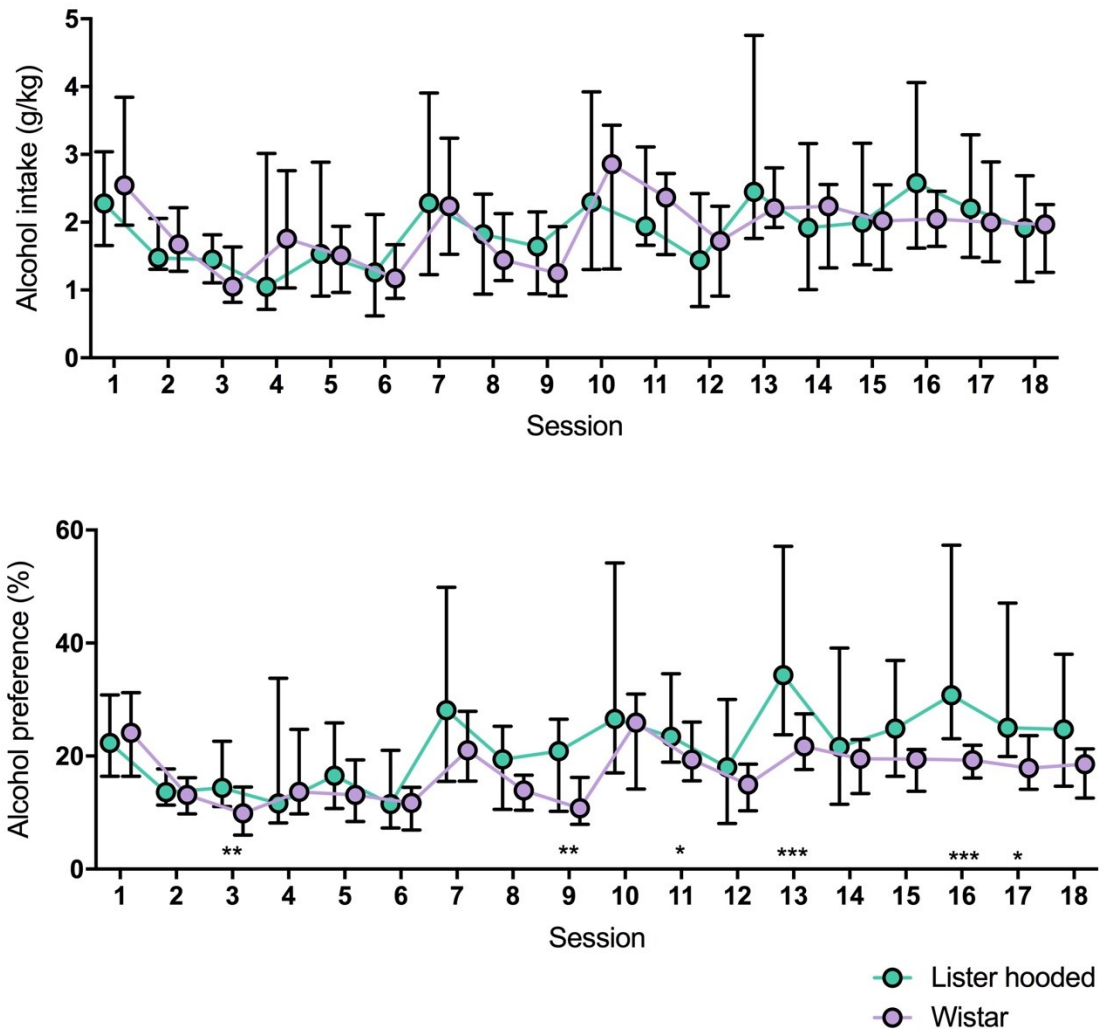 Alcohol intake (g/kg)
5
4
3
2
1
0
1 2 3 4 5 6 7 8 9 10 11 12 13 14 15 16 17 18
Session
Alcohol preference (%)
60
40
20
0
** ** * *** *** *
1 2 3 4 5 6 7 8 9 10 11 12 13 14 15 16 17 18
Session
Lister hooded
Wistar